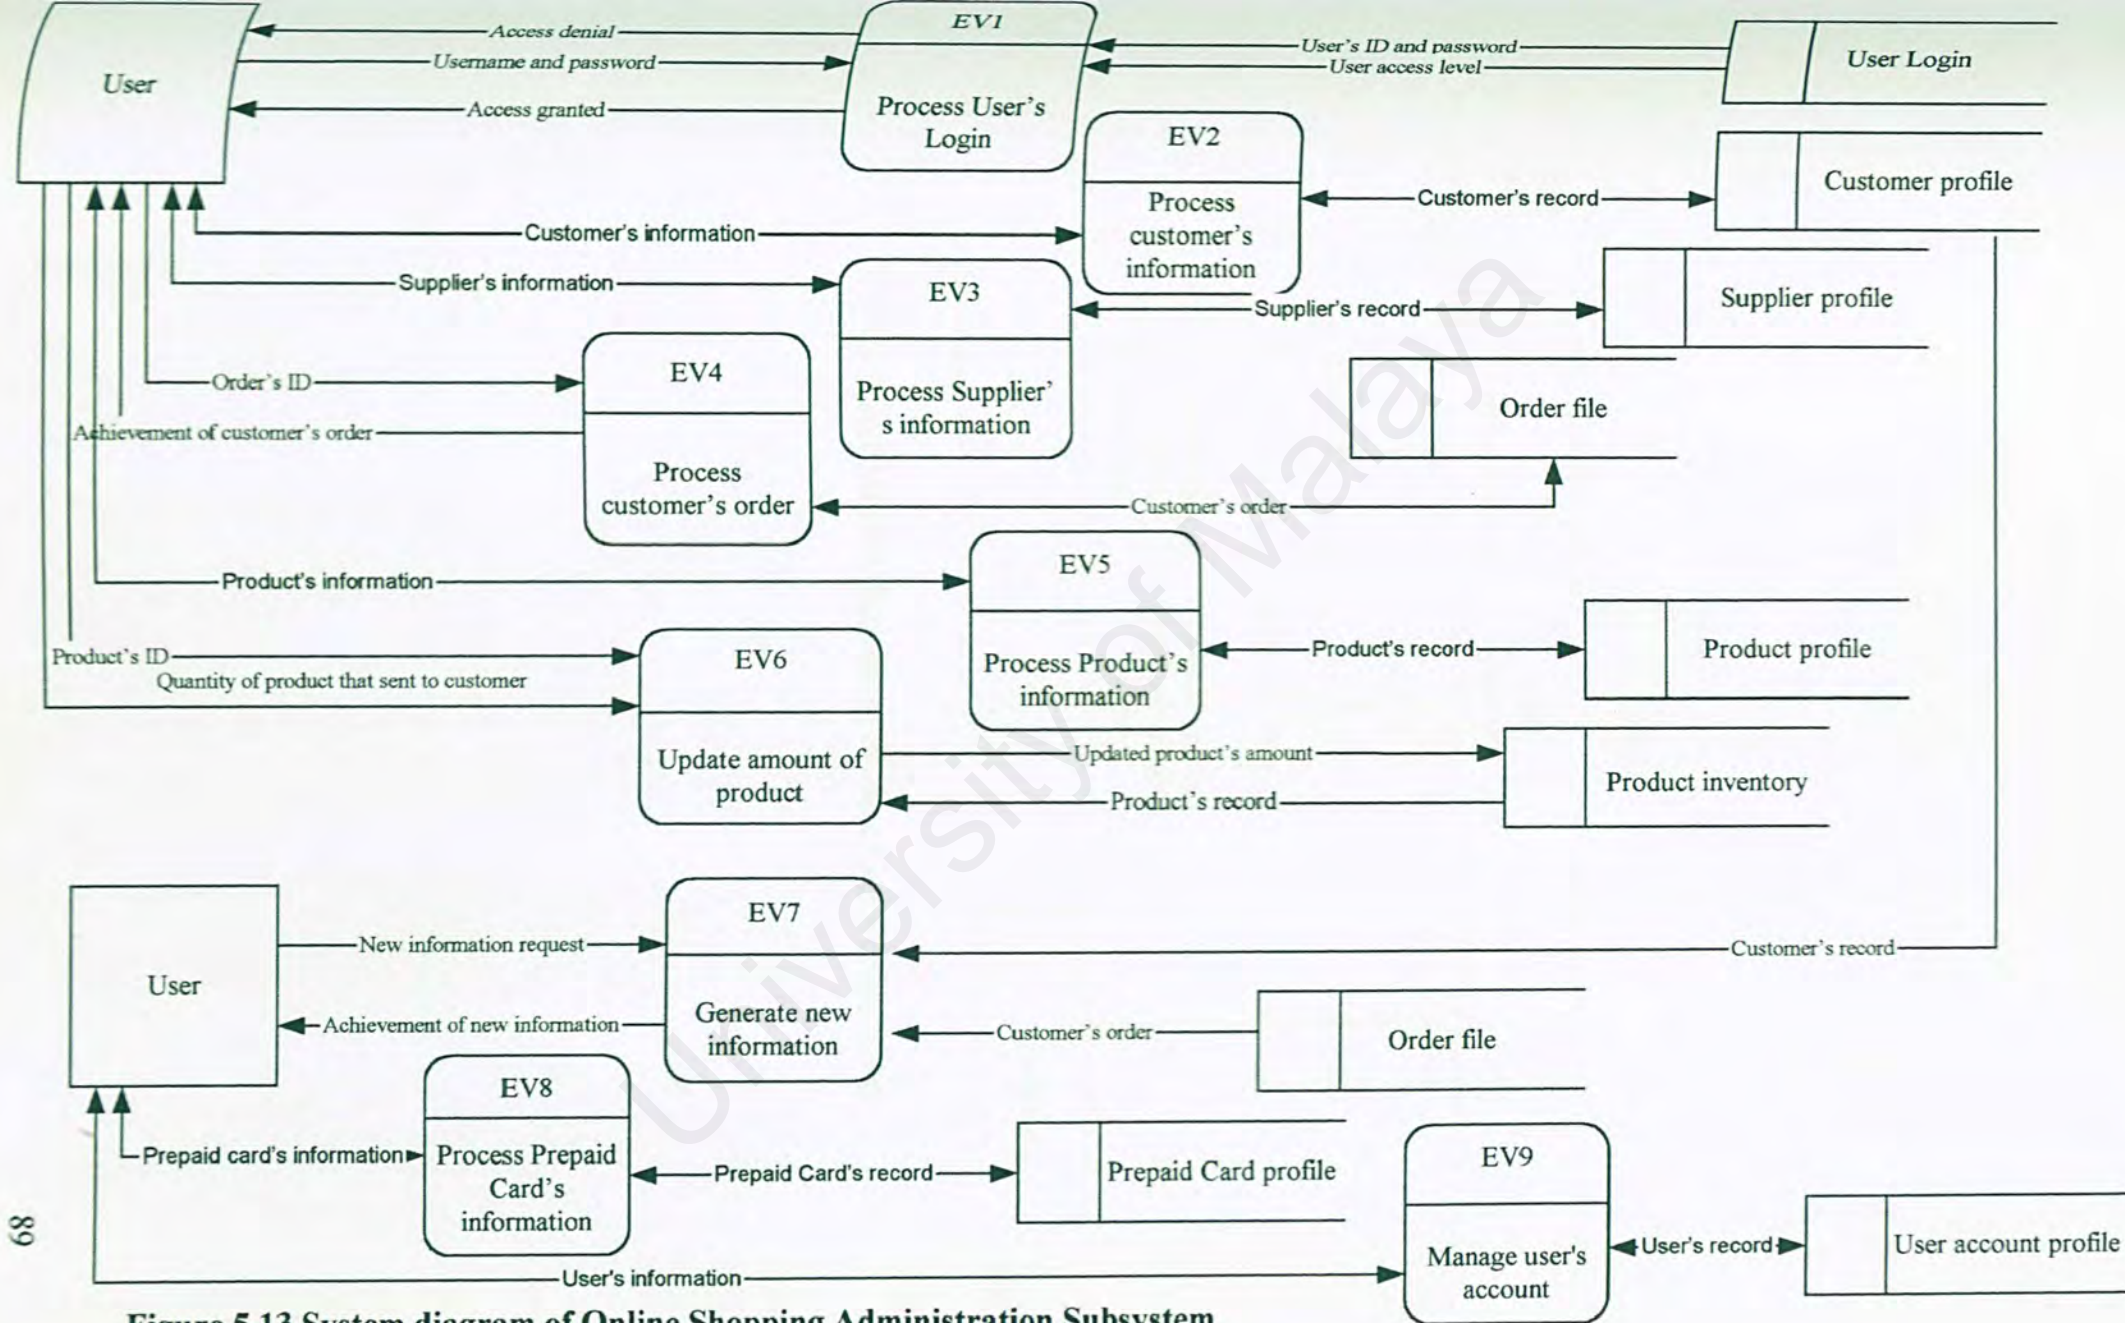 Access denial
EV1
User's ID and password
User access level
User Login
User
Username and password
Access granted
Process User's
Login
EV2
Process
customer's
information
Customer's record
Customer profile
Customer's information
Supplier's information
EV3
Process Supplier'
s information
Supplier's record
Supplier profile
Order's ID
EV4
Process
customer's order
Achievement of customer's order
Order file
Customer's order
Product's information
EV5
Process Product's
information
Product's record
Product profile
Product's ID
Quantity of product that sent to customer
EV6
Update amount of
product
Updated product's amount
Product's record
Product inventory
User
New information request
EV7
Generate new
information
Customer's record
Achievement of new information
Customer's order
Order file
EV8
Process Prepaid
Card's
information
Prepaid card's information
Prepaid Card's record
Prepaid Card profile
EV9
Manage user's
account
User's record
User account profile
User's information
68
Figure 5.13 System diagram of Online Shopping Administration Subsystem
University of Malaya